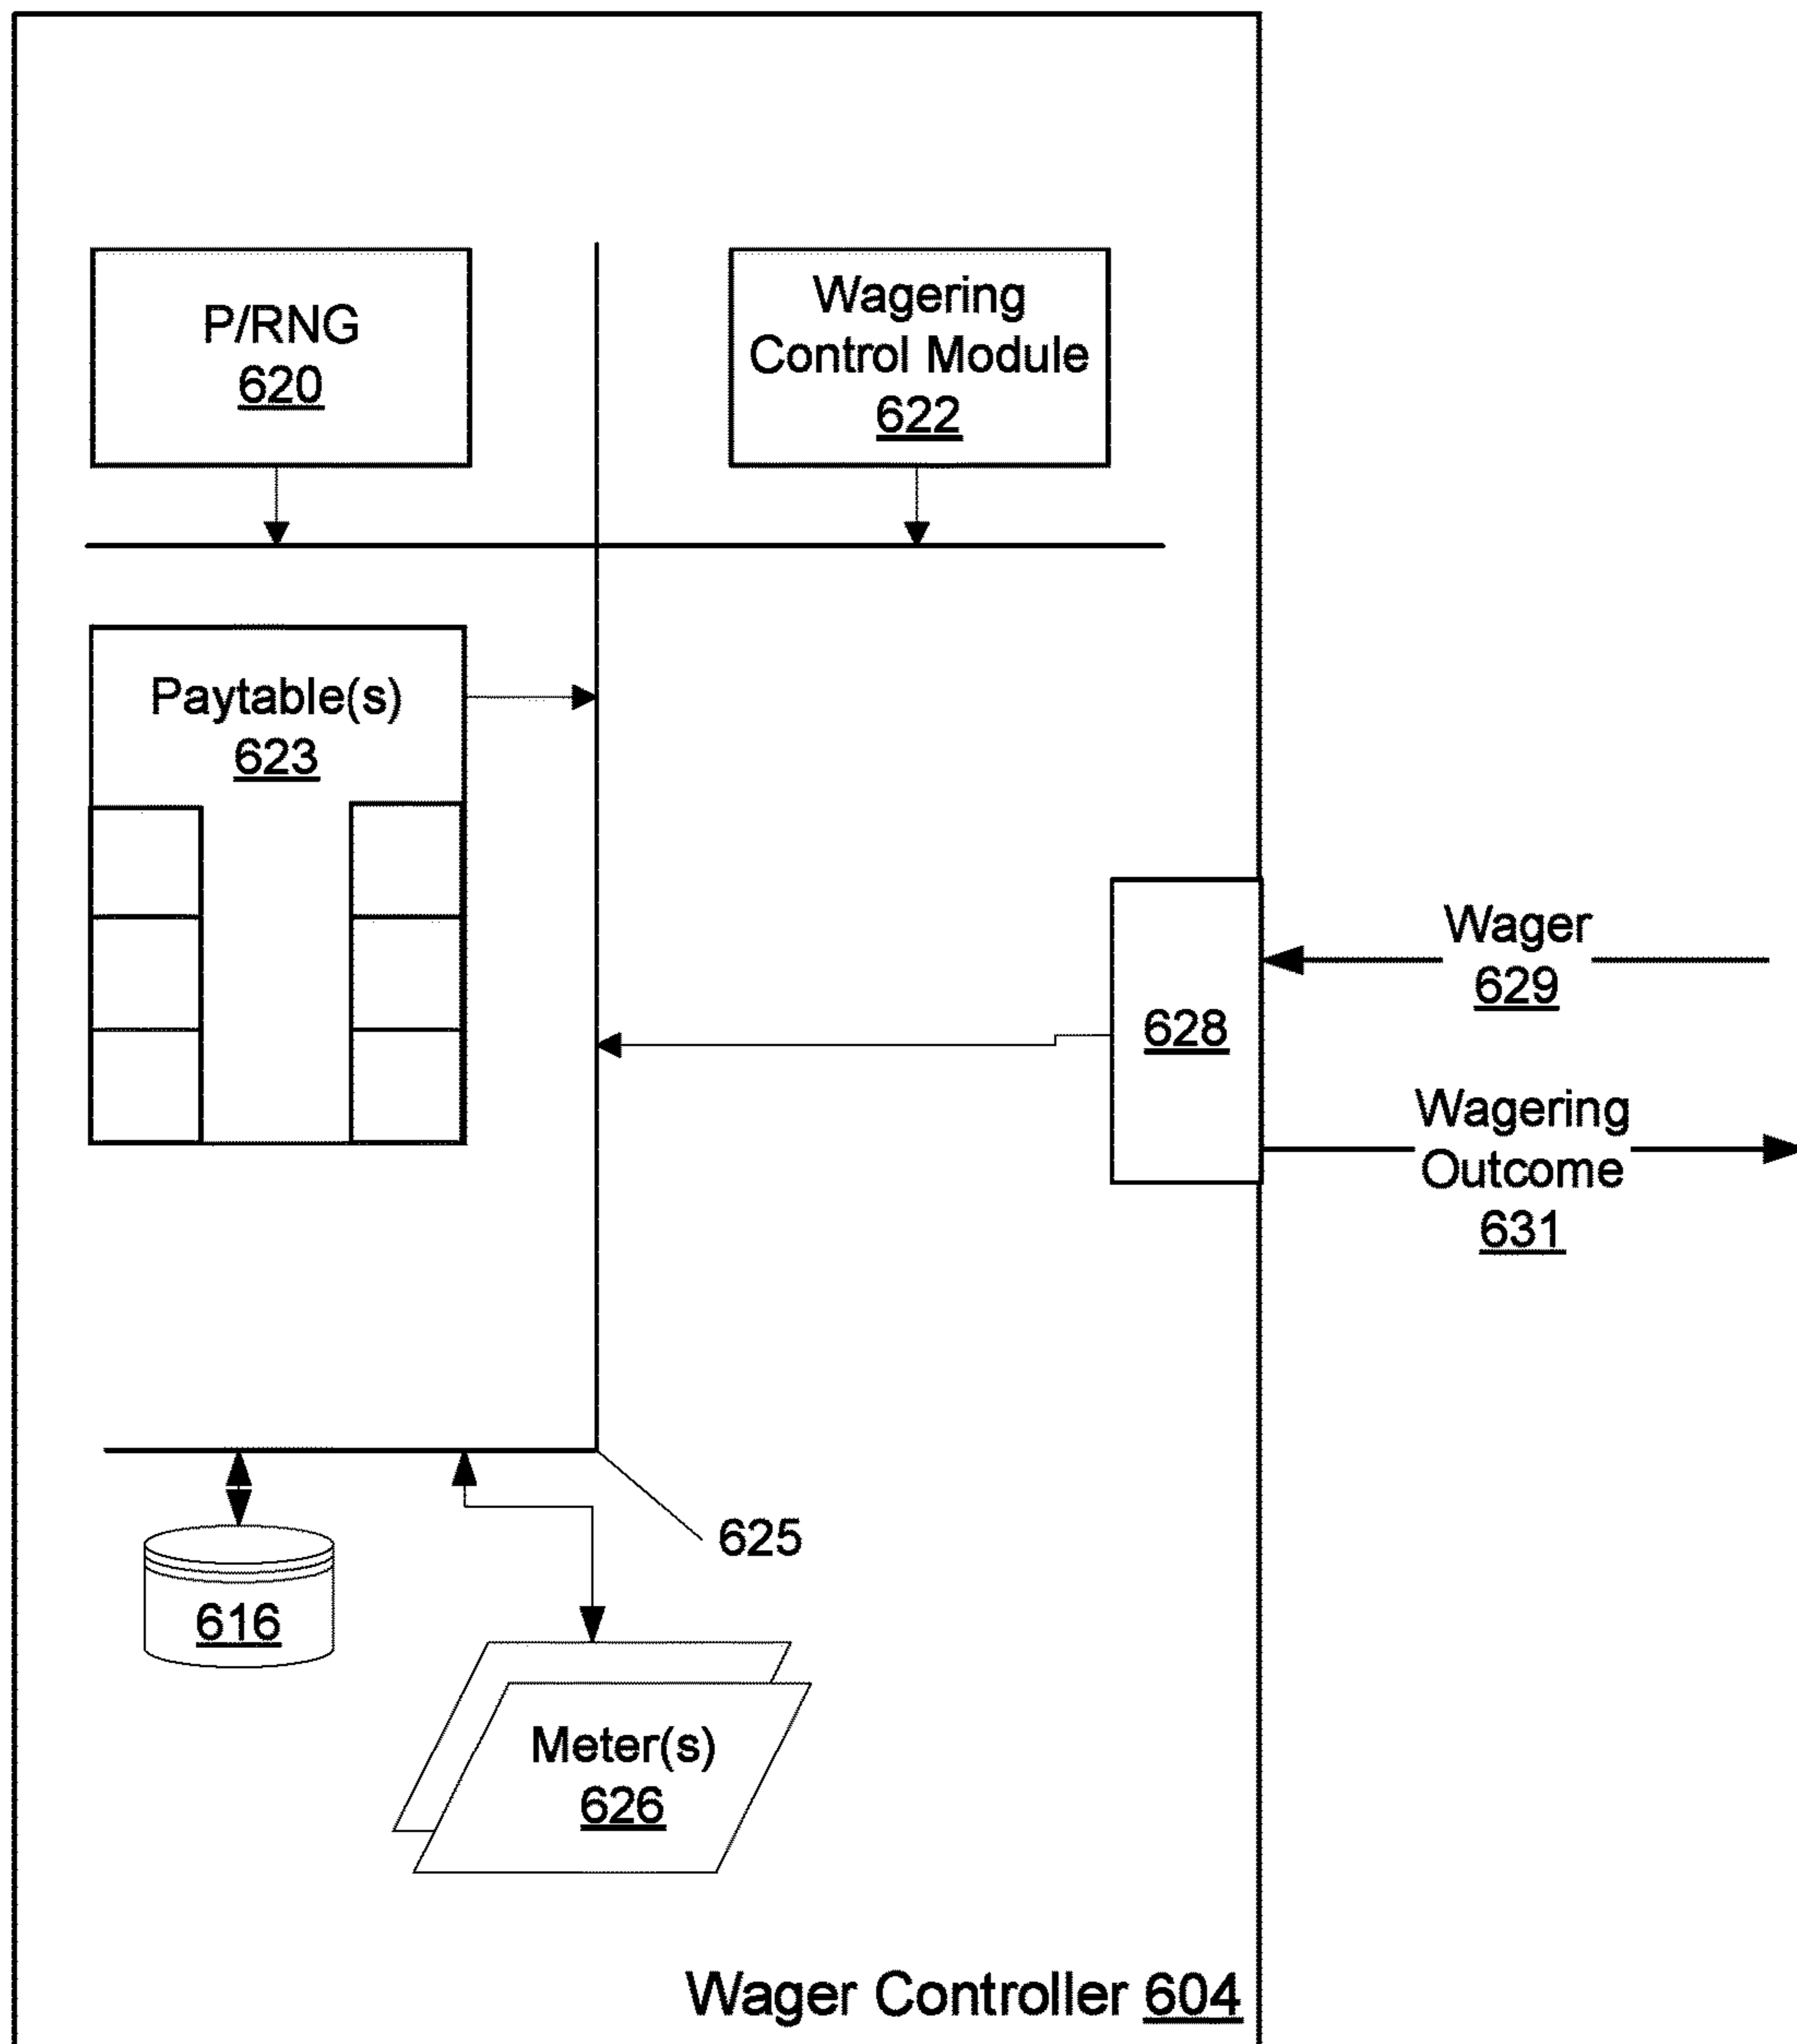 P/RNG
620
Wagering
Control Module
622
Paytable(s)
623
Wager
629
628
Wagering
Outcome
631
625
616
Meter(s)
626
Wager Controller 604